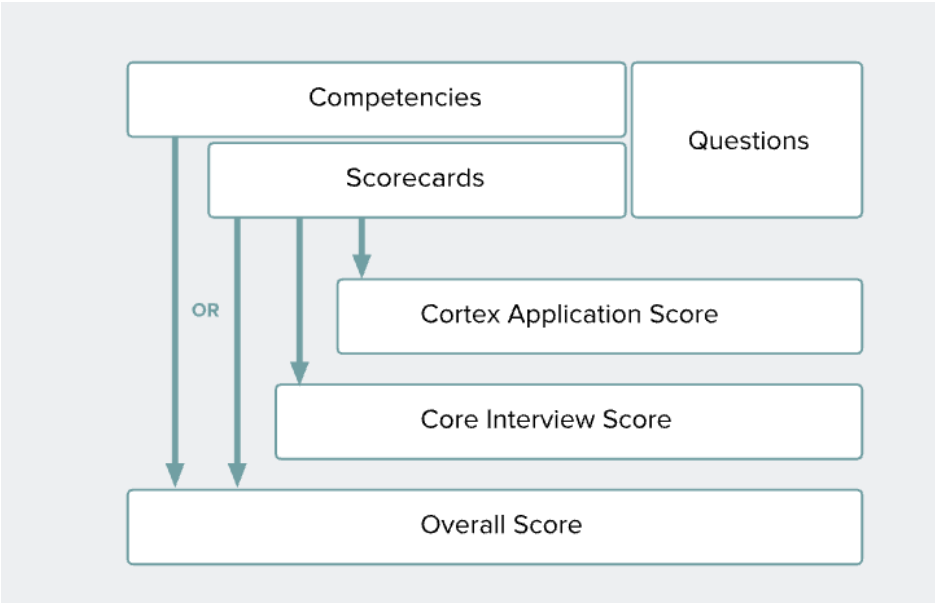 Competencies
Questions
Scorecards
OR
Cortex Application Score
Core Interview Score
Overall Score